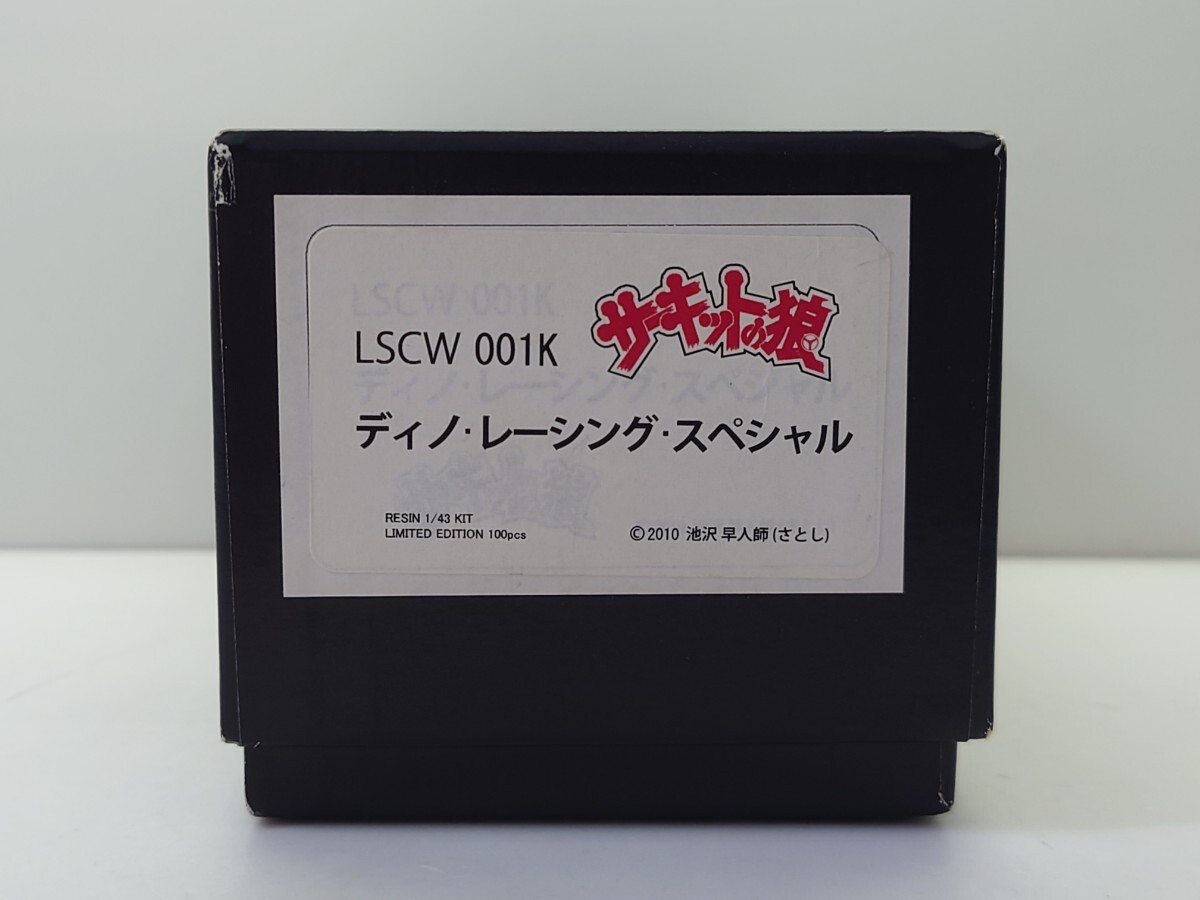 サーキットの狼
LSCW 001K
ディノ・レーシング・スペシャル
RESIN 1/43 KIT
LIMITED EDITION 100pcs
©2010 池沢 早人師 (さとし)